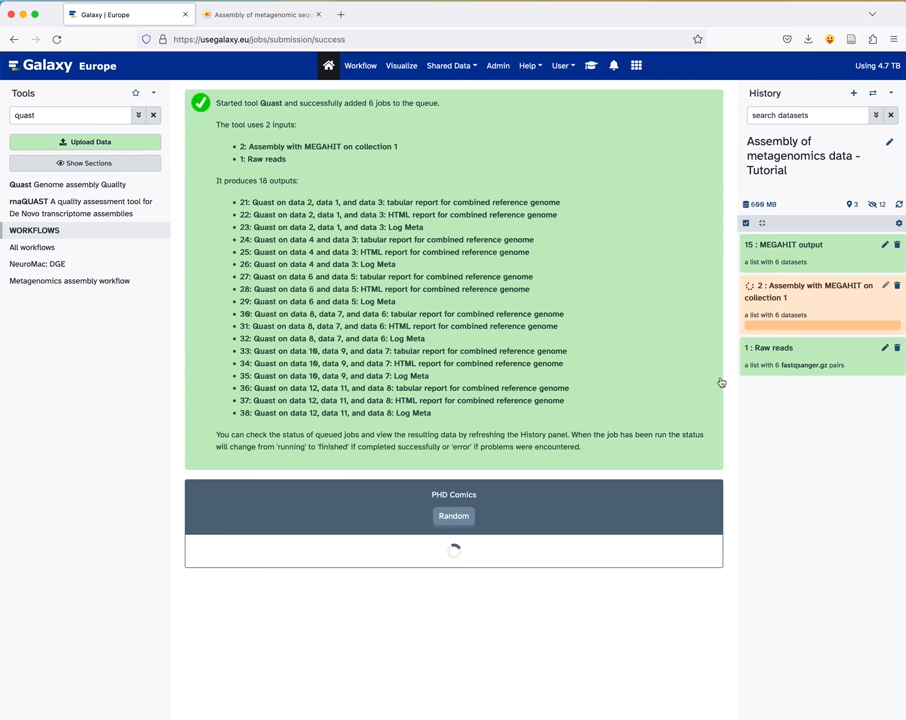 Galaxy | Europe
Assembly of metagenomic sequ
https://usegalaxy.eu/jobs/submission/success
Galaxy Europe
Workflow
Visualize
Shared Data
Admin
Help
User
Using 4.7 TB
Tools
quast
Upload Data
Show Sections
Quast Genome assembly Quality
rnaQUAST A quality assessment tool for
De Novo transcriptome assemblies
WORKFLOWS
All workflows
NeuroMac: DGE
Metagenomics assembly workflow
Started tool Quast and successfully added 6 jobs to the queue.
The tool uses 2 inputs:
• 2: Assembly with MEGAHIT on collection 1
• 1: Raw reads
It produces 18 outputs:
• 21: Quast on data 2, data 1, and data 3: tabular report for combined reference genome
• 22: Quast on data 2, data 1, and data 3: HTML report for combined reference genome
• 23: Quast on data 2, data 1, and data 3: Log Meta
• 24: Quast on data 4 and data 3: tabular report for combined reference genome
• 25: Quast on data 4 and data 3: HTML report for combined reference genome
• 26: Quast on data 4 and data 3: Log Meta
• 27: Quast on data 6 and data 5: tabular report for combined reference genome
• 28: Quast on data 6 and data 5: HTML report for combined reference genome
• 29: Quast on data 6 and data 5: Log Meta
• 30: Quast on data 8, data 7, and data 6: tabular report for combined reference genome
• 31: Quast on data 8, data 7, and data 6: HTML report for combined reference genome
• 32: Quast on data 8, data 7, and data 6: Log Meta
• 33: Quast on data 10, data 9, and data 7: tabular report for combined reference genome
• 34: Quast on data 10, data 9, and data 7: HTML report for combined reference genome
• 35: Quast on data 10, data 9, and data 7: Log Meta
• 36: Quast on data 12, data 11, and data 8: tabular report for combined reference genome
• 37: Quast on data 12, data 11, and data 8: HTML report for combined reference genome
• 38: Quast on data 12, data 11, and data 8: Log Meta
You can check the status of queued jobs and view the resulting data by refreshing the History panel. When the job has been run the status
will change from 'running' to 'finished' if completed successfully or 'error' if problems were encountered.
PHD Comics
Random
History
search datasets
Assembly of
metagenomics data -
Tutorial
600 MB
3
12
15 : MEGAHIT output
a list with 6 datasets
2 : Assembly with MEGAHIT on
collection 1
a list with 6 datasets
1 : Raw reads
a list with 6 fastqsanger.gz pairs